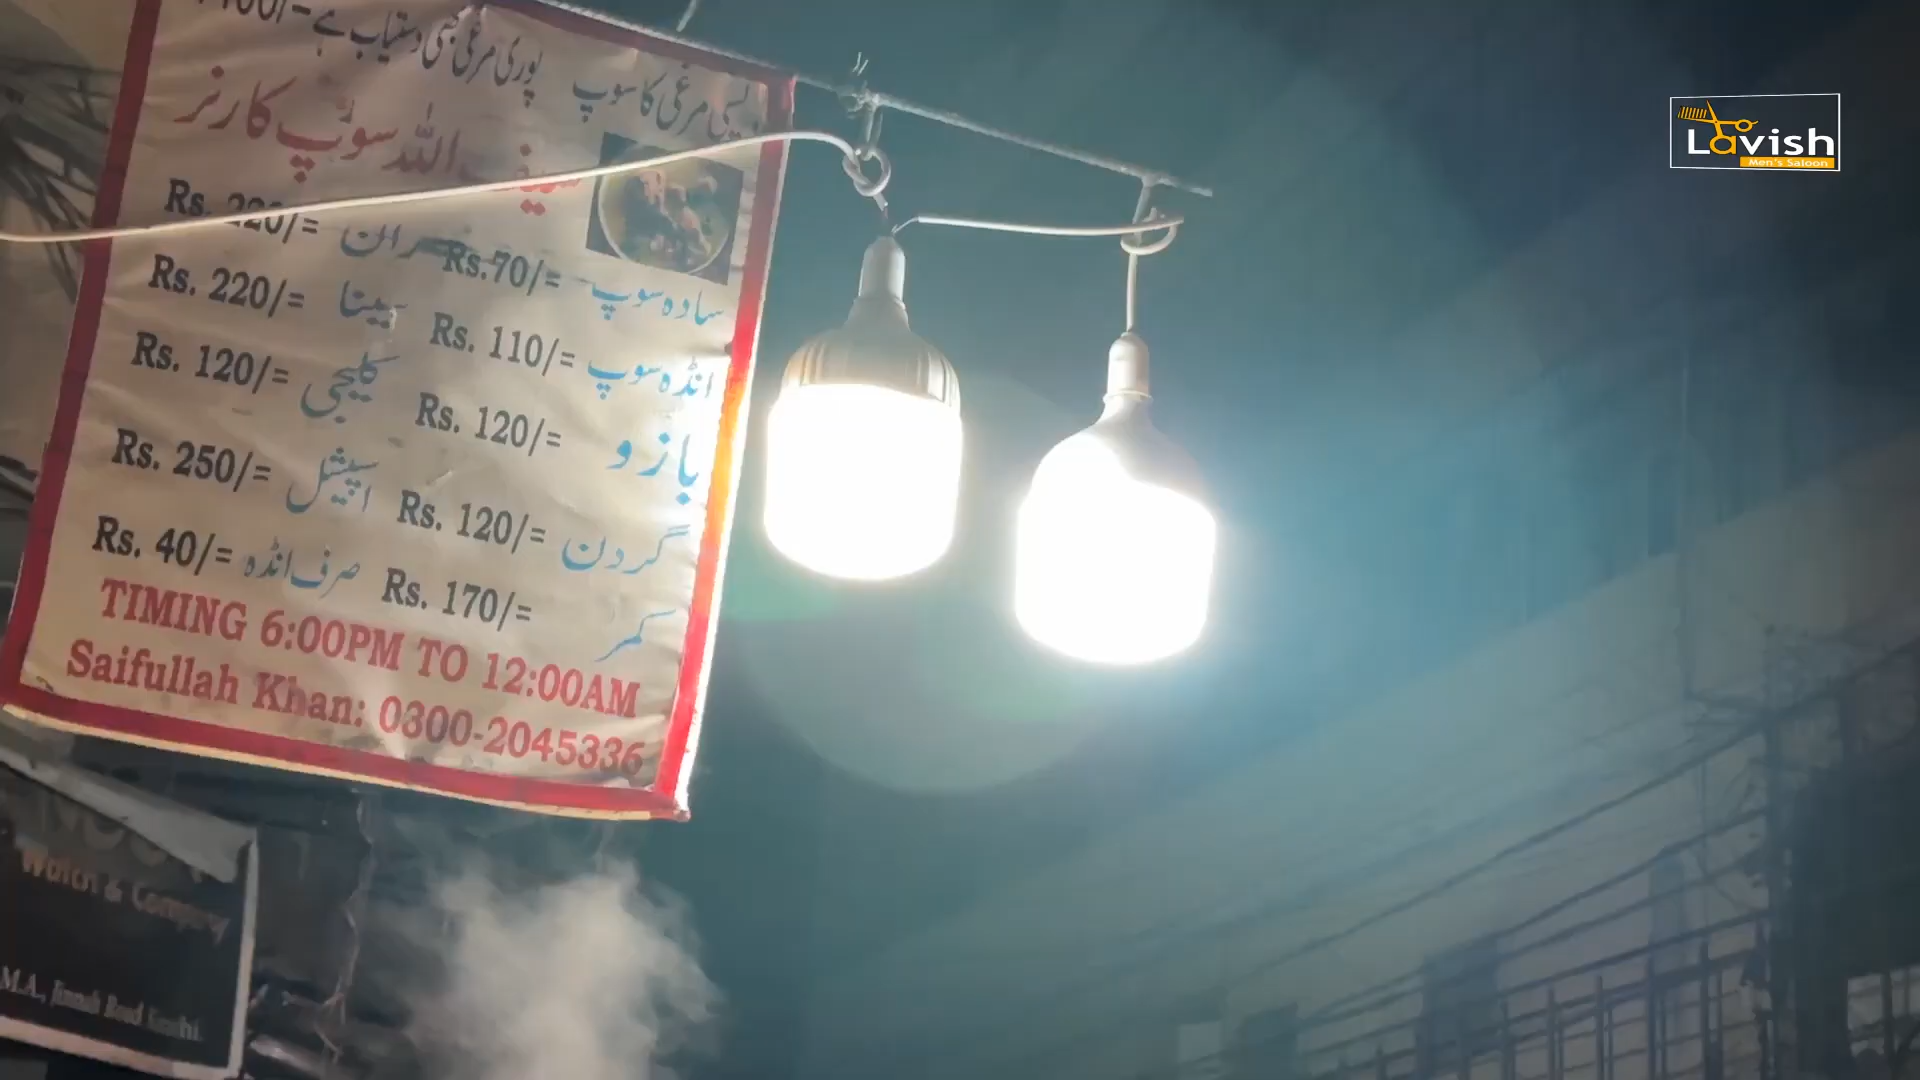 دیسی مرغی کا سوپ پوری مرغی بھی دستیاب ہے
سیف اللہ سوپ کارنر
سادہ سوپ Rs.70/= ران Rs. 220/=
انڈہ سوپ Rs. 110/= سینا Rs. 220/=
بازو Rs. 120/= کلیجی Rs. 120/=
گردن Rs. 120/= اسپیشل Rs. 250/=
کمر Rs. 170/= صرف انڈہ Rs. 40/=
TIMING 6:00PM TO 12:00AM
Saifullah Khan: 0300-2045336
Watch & Company
M.A., Jinnah Road Karachi.
Lavish
Men's Saloon